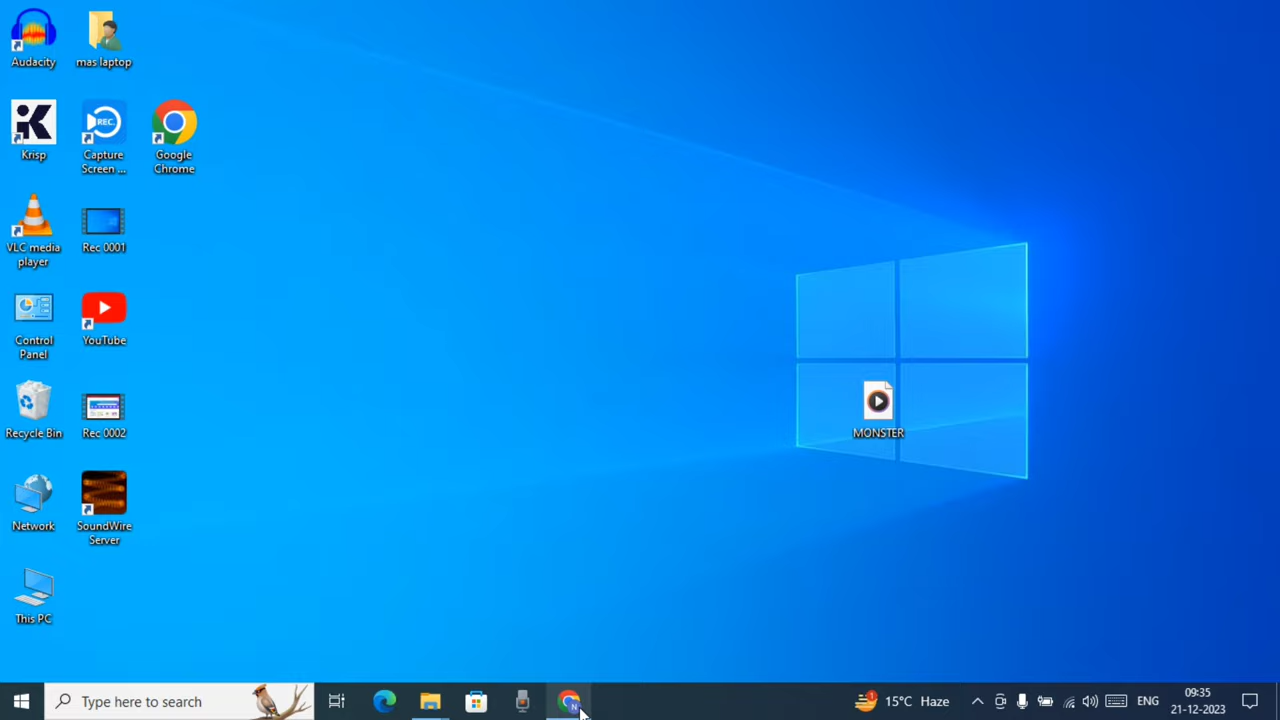 Audacity
mas laptop
Krisp
Capture
Screen ...
Google
Chrome
REC
VLC media
player
Rec 0001
Control
Panel
YouTube
MONSTER
Recycle Bin
Rec 0002
Network
SoundWire
Server
This PC
Type here to search
N
1
15°C Haze
ENG
09:35
21-12-2023